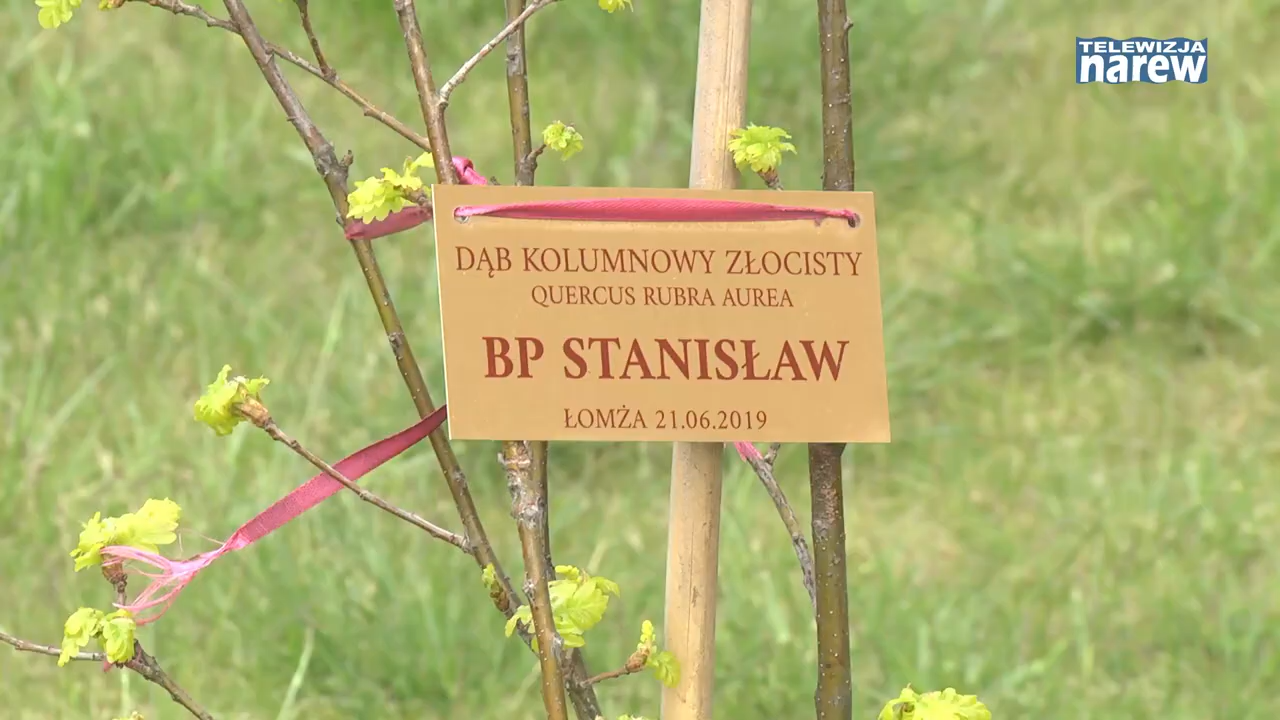 TELEWIZJA
narew
DĄB KOLUMNOWY ZŁOCISTY
QUERCUS RUBRA AUREA
BP STANISŁAW
ŁOMŻA 21.06.2019